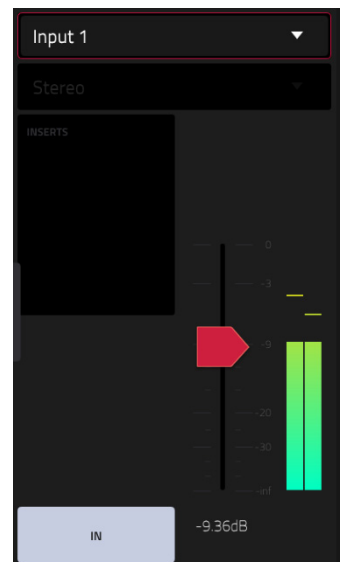 Input 1
Stereo
INSERTS
0
-3
-9
-20
-30
-inf
-9.36dB
IN